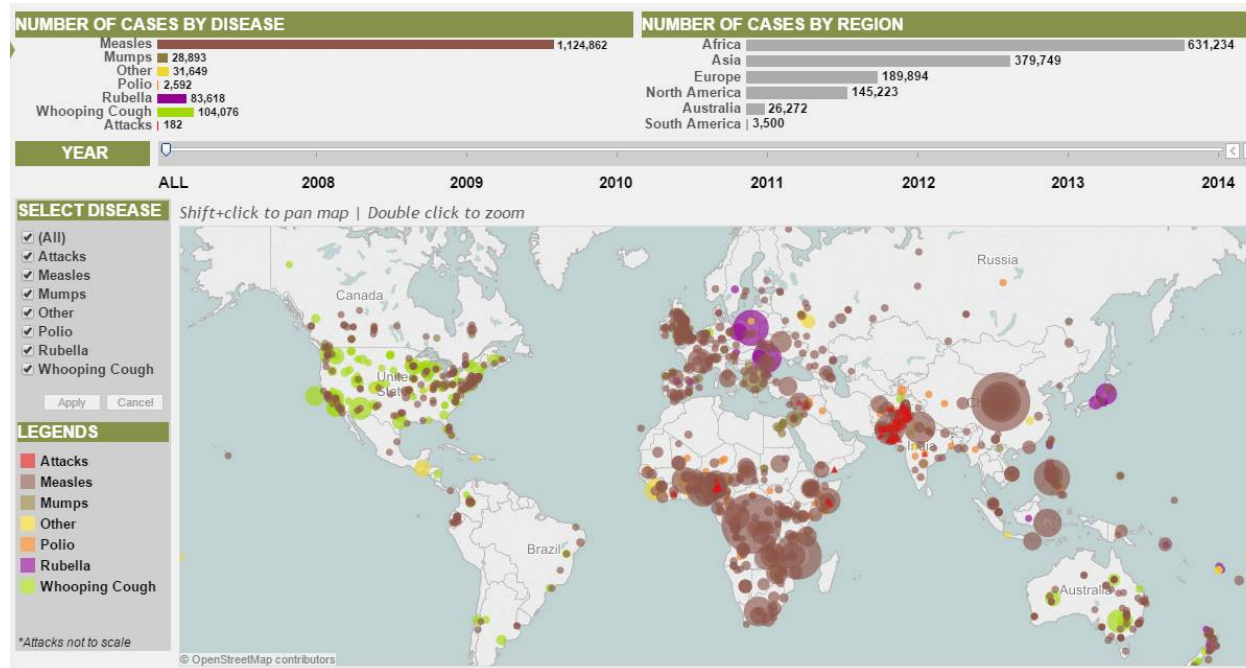 NUMBER OF CASES BY DISEASE
Measles 1,124,862
Mumps 28,893
Other 31,649
Polio 2,592
Rubella 83,618
Whooping Cough 104,076
Attacks 182
NUMBER OF CASES BY REGION
Africa 631,234
Asia 379,749
Europe 189,894
North America 145,223
Australia 26,272
South America 3,500
YEAR
ALL 2008 2009 2010 2011 2012 2013 2014
SELECT DISEASE
(All)
Attacks
Measles
Mumps
Other
Polio
Rubella
Whooping Cough
Apply Cancel
LEGENDS
Attacks
Measles
Mumps
Other
Polio
Rubella
Whooping Cough
*Attacks not to scale
Shift+click to pan map | Double click to zoom
Russia
Canada
United
States
India
Brazil
Australia
© OpenStreetMap contributors